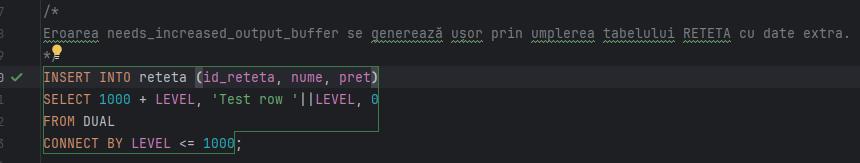 /*
Eroarea needs_increased_output_buffer se generează ușor prin umplerea tabelului RETETA cu date extra.
*/
INSERT INTO reteta (id_reteta, nume, pret)
SELECT 1000 + LEVEL, 'Test row '||LEVEL, 0
FROM DUAL
CONNECT BY LEVEL <= 1000;